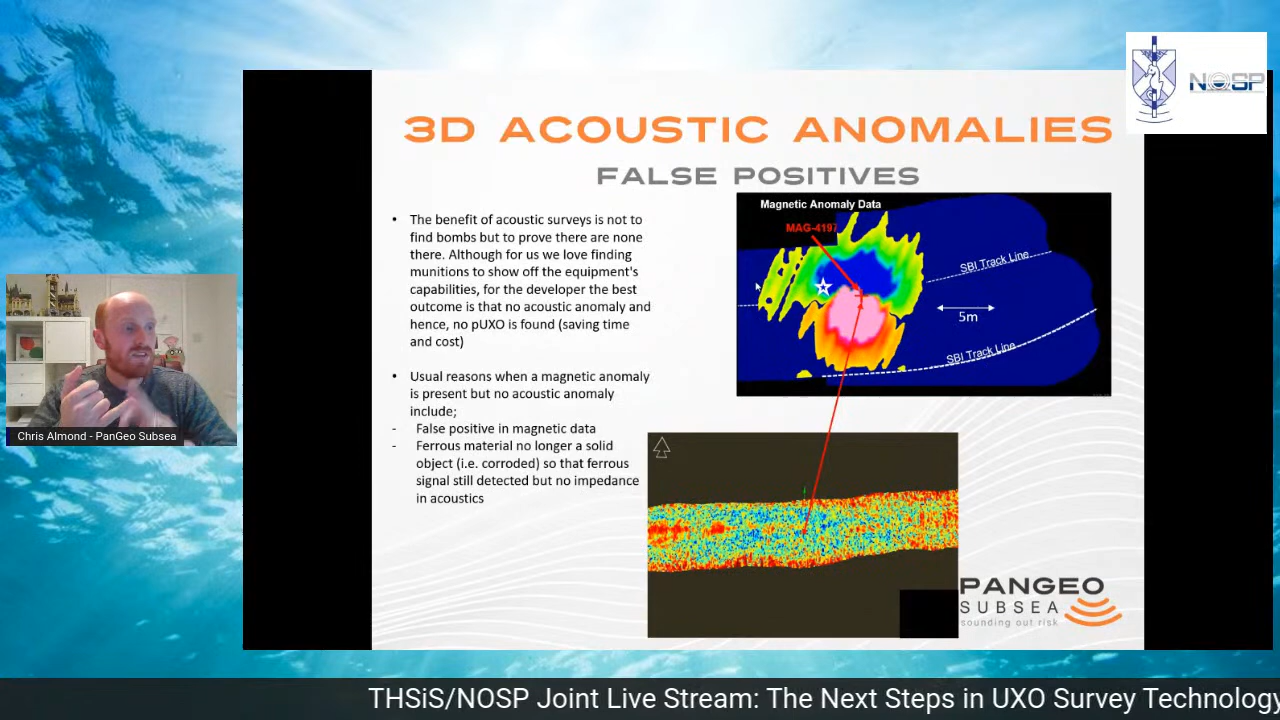 NOSP
3D ACOUSTIC ANOMALIES
FALSE POSITIVES
• The benefit of acoustic surveys is not to
find bombs but to prove there are none
there. Although for us we love finding
munitions to show off the equipment's
capabilities, for the developer the best
outcome is that no acoustic anomaly and
hence, no pUXO is found (saving time
and cost)
• Usual reasons when a magnetic anomaly
is present but no acoustic anomaly
include;
- False positive in magnetic data
- Ferrous material no longer a solid
object (i.e. corroded) so that ferrous
signal still detected but no impedance
in acoustics
Magnetic Anomaly Data
MAG-4197
SBI Track Line
5m
SBI Track Line
PANGEO
SUBSEA
sounding out risk
Chris Almond - PanGeo Subsea
THSiS/NOSP Joint Live Stream: The Next Steps in UXO Survey Technology